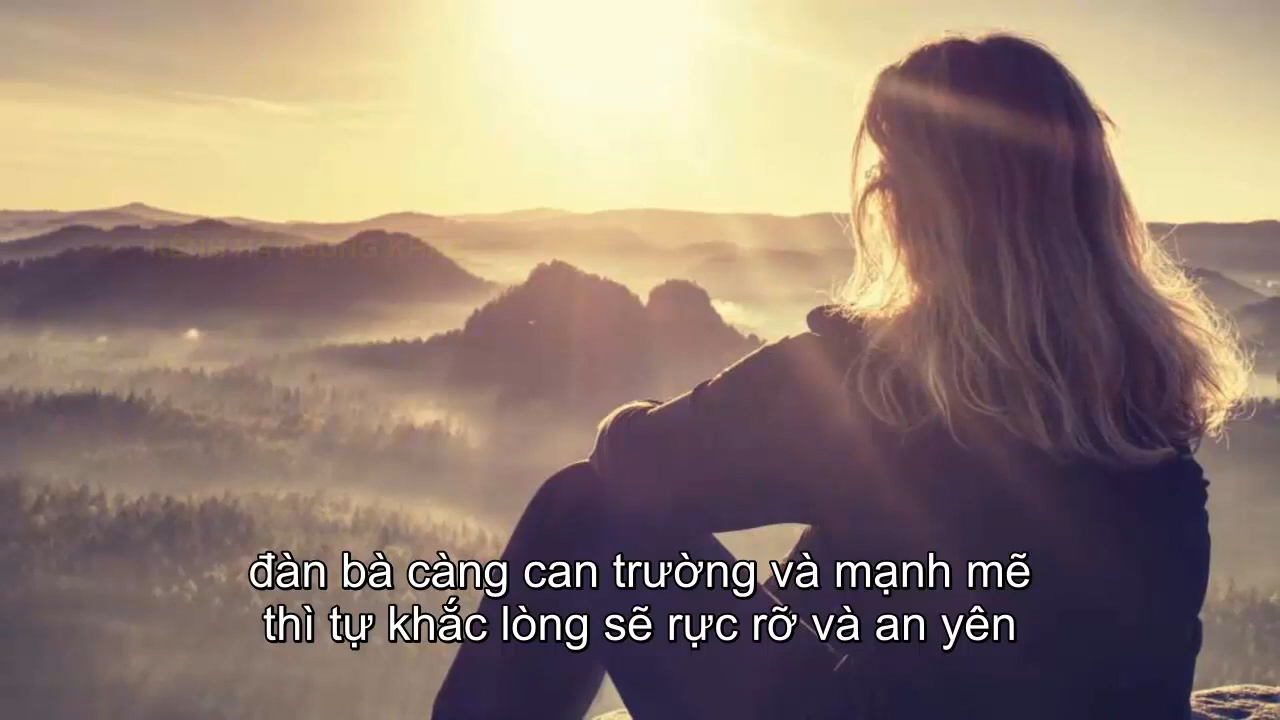 đàn bà càng can trường và mạnh mẽ
thì tự khắc lòng sẽ rực rỡ và an yên